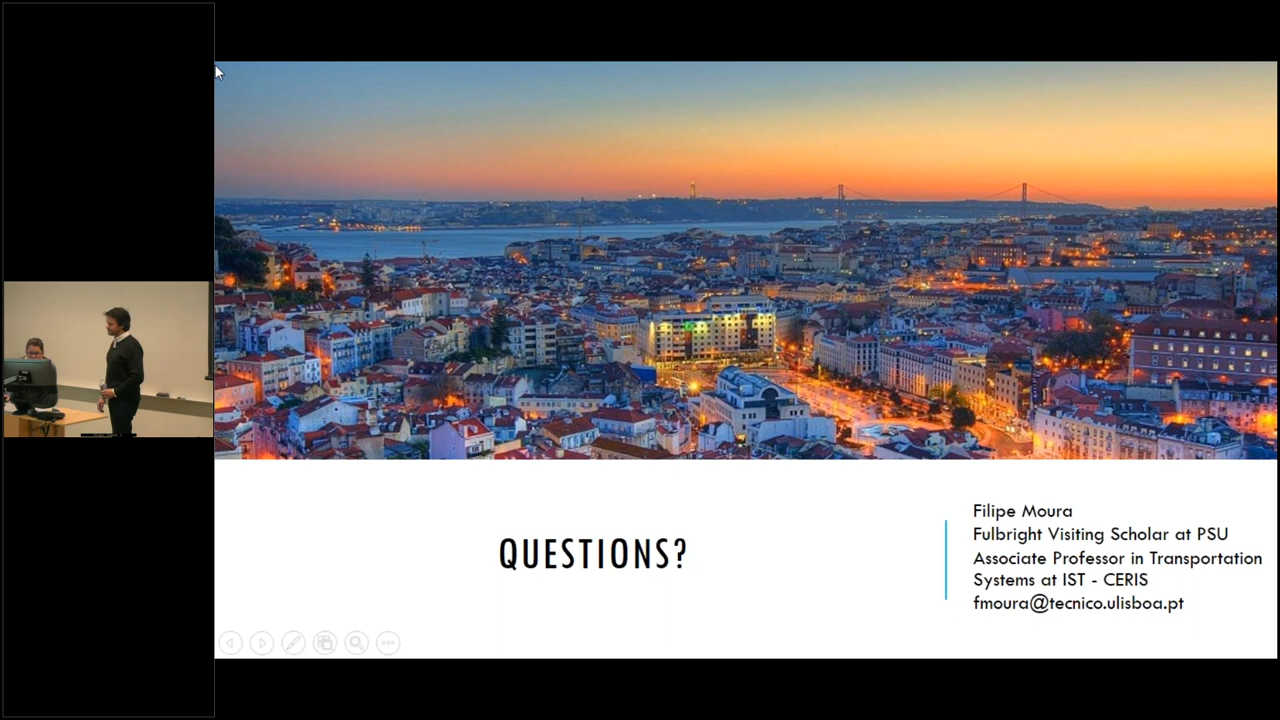 QUESTIONS?
Filipe Moura
Fulbright Visiting Scholar at PSU
Associate Professor in Transportation
Systems at IST - CERIS
fmoura@tecnico.ulisboa.pt